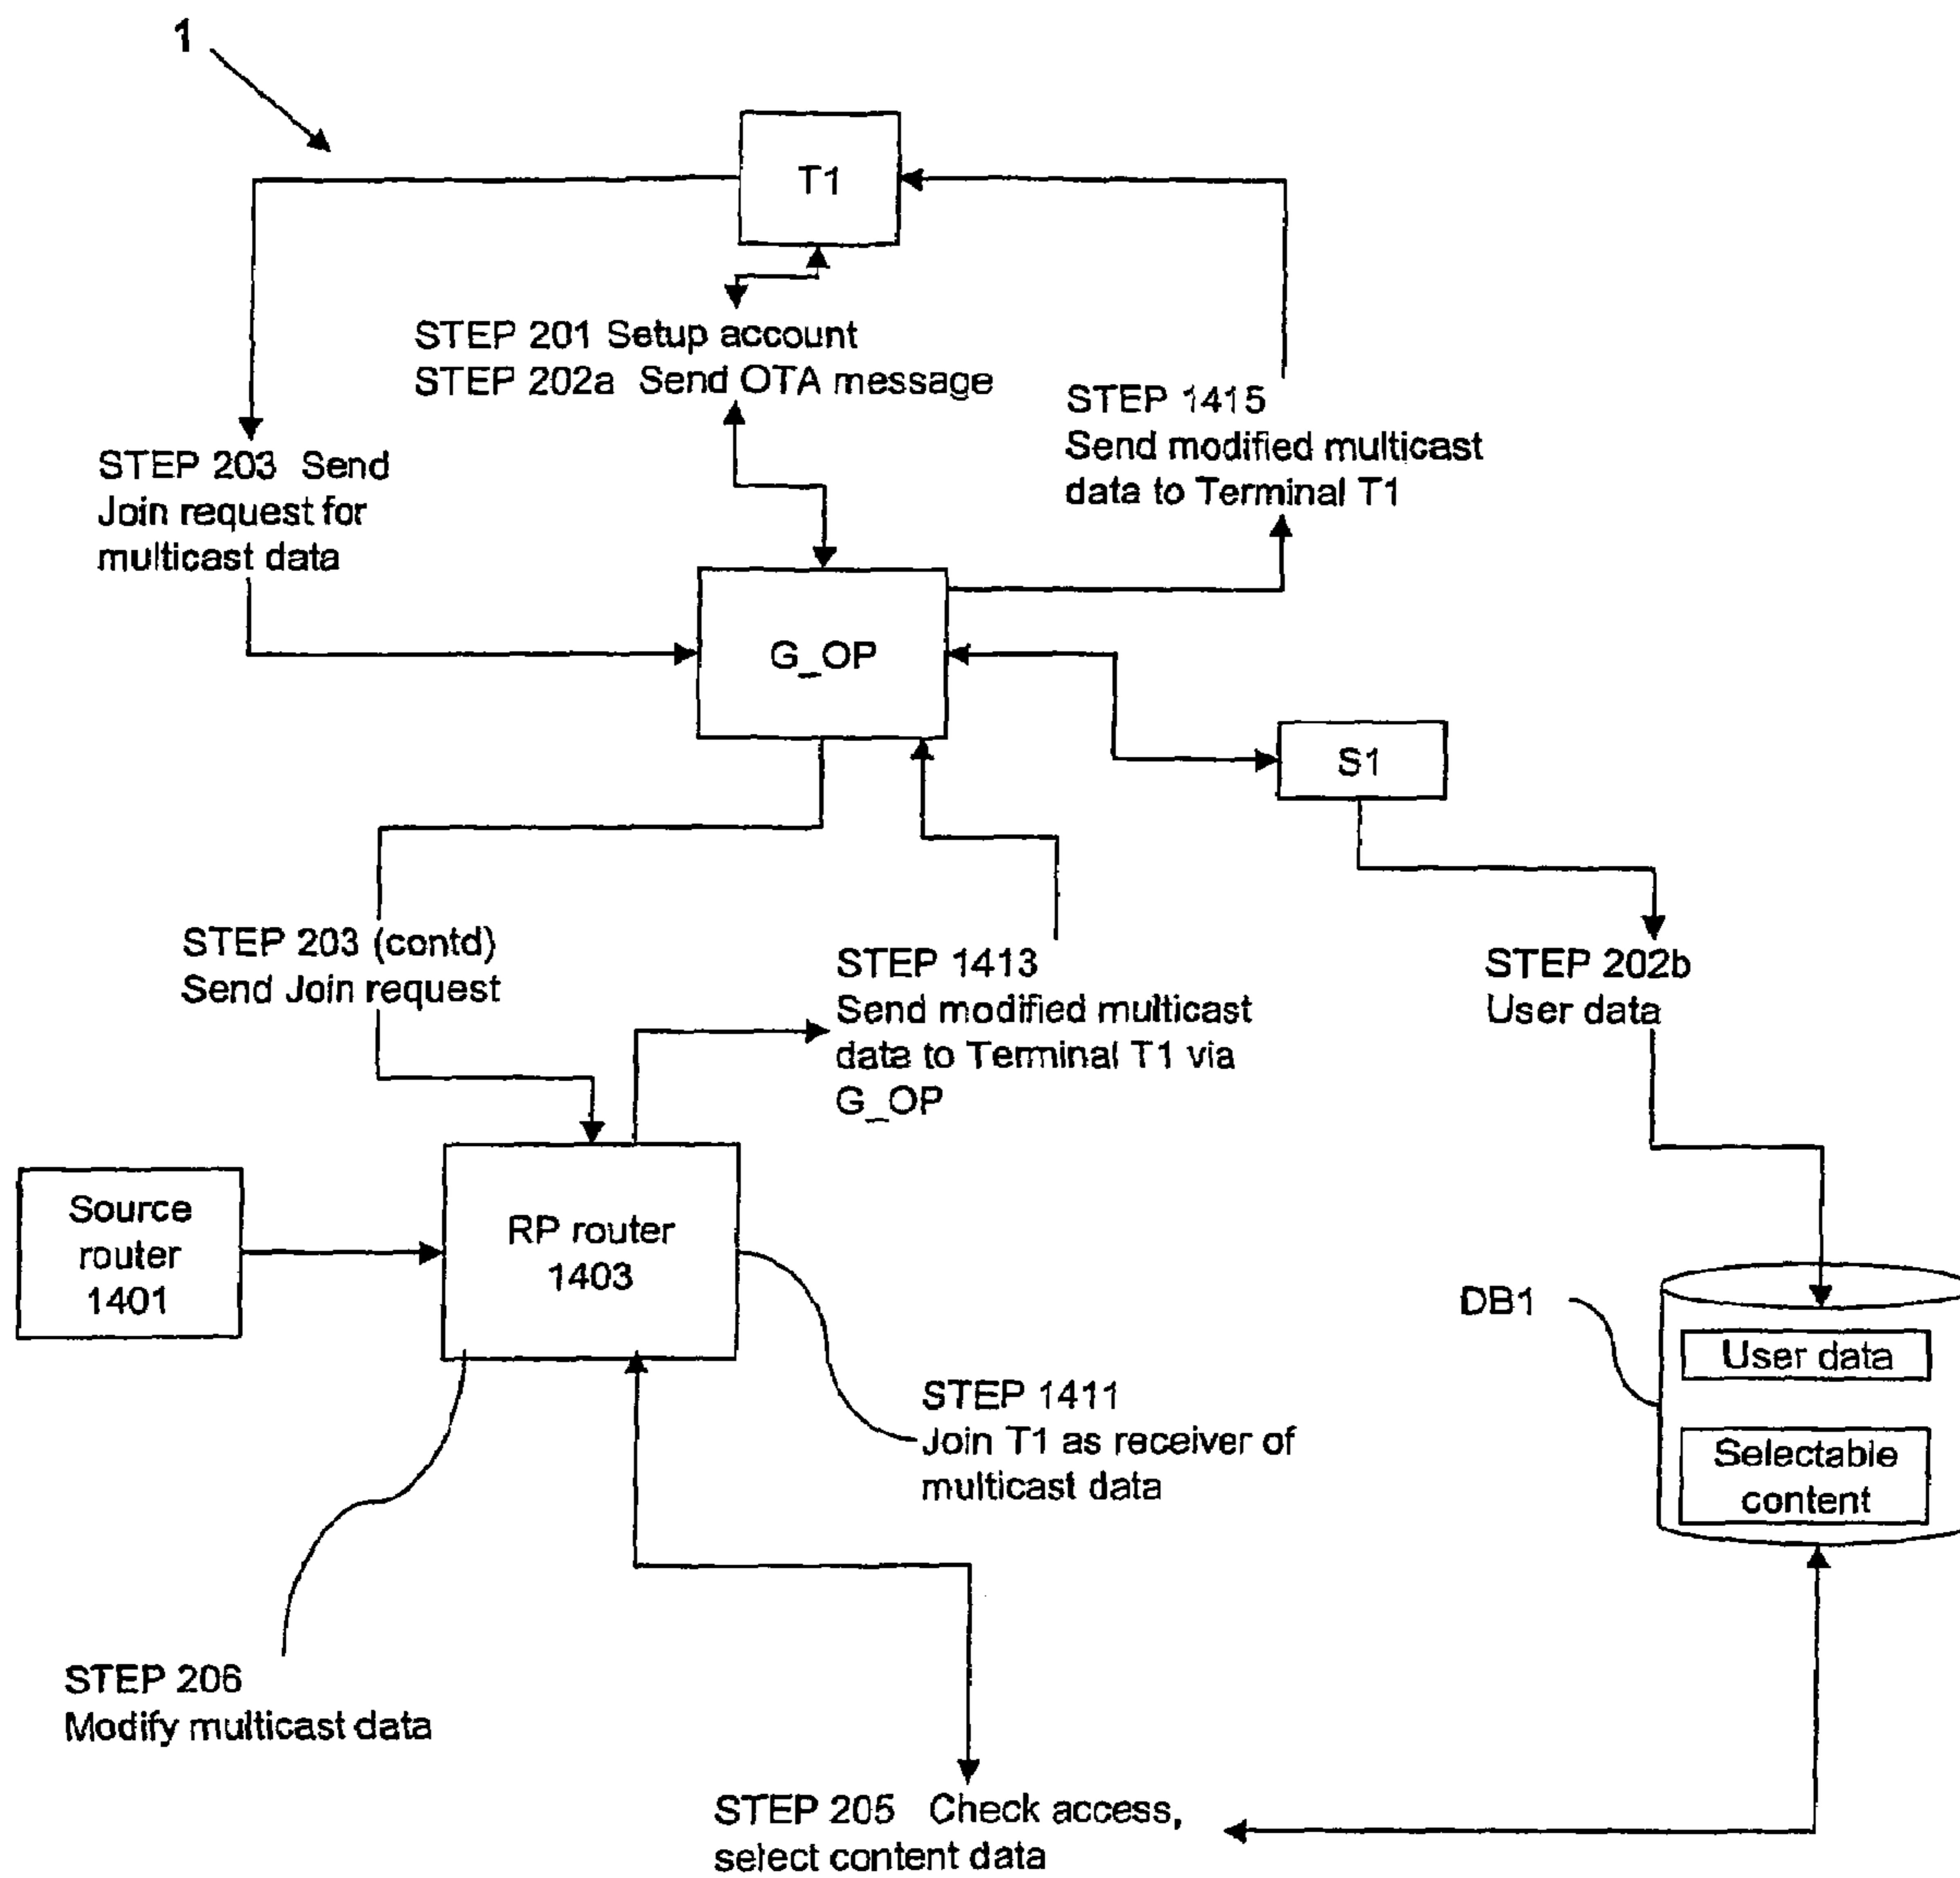 1
T1
STEP 201 Setup account
STEP 202a Send OTA message
STEP 1415
Send modified multicast
data to Terminal T1
STEP 203 Send
Join request for
multicast data
G_OP
S1
STEP 203 (contd)
Send Join request
STEP 1413
Send modified multicast
data to Terminal T1 via
G_OP
STEP 202b
User data
Source
router
1401
RP router
1403
DB1
User data
Selectable
content
STEP 1411
Join T1 as receiver of
multicast data
STEP 206
Modify multicast data
STEP 205 Check access,
select content data